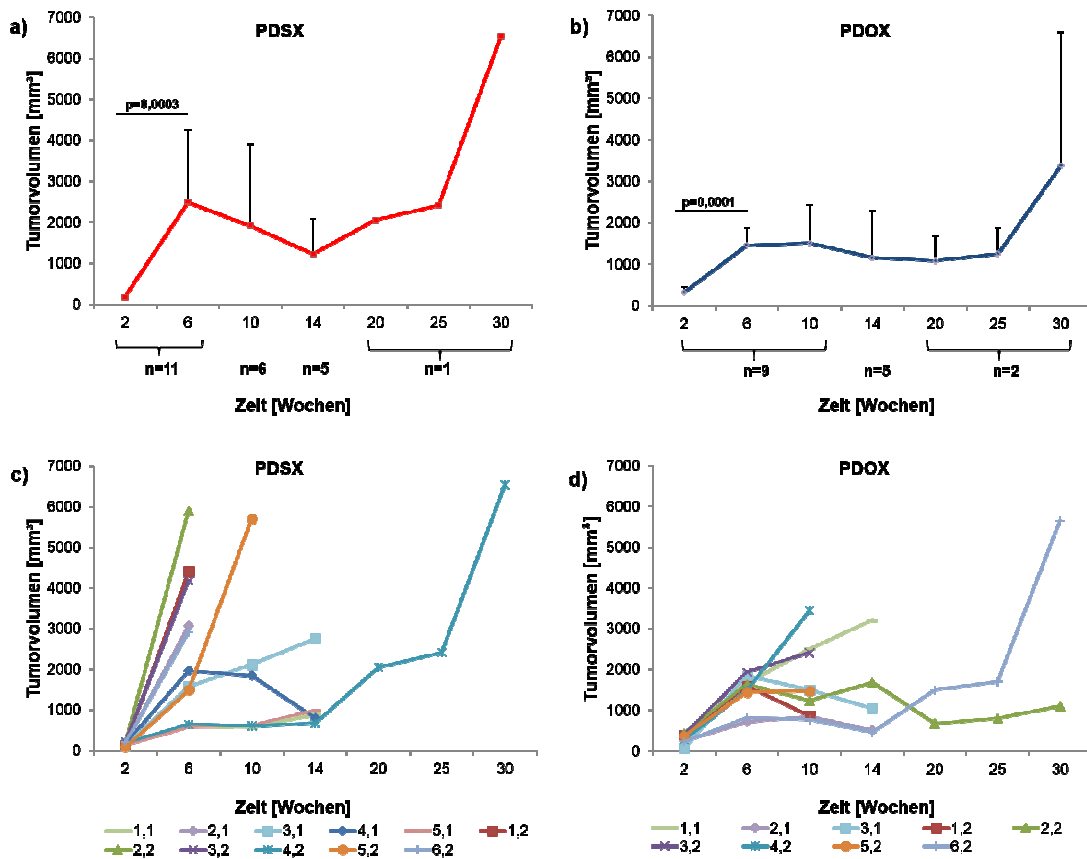 a)
PDSX
7000
6000
5000
4000
3000
2000
1000
0
Tumorvolumen [mm³]
p=0,0003
2 6 10 14 20 25 30
n=11 n=6 n=5 n=1
Zeit [Wochen]
b)
PDOX
7000
6000
5000
4000
3000
2000
1000
0
Tumorvolumen [mm³]
p=0,0001
2 6 10 14 20 25 30
n=9 n=5 n=2
Zeit [Wochen]
c)
PDSX
7000
6000
5000
4000
3000
2000
1000
0
Tumorvolumen [mm³]
2 6 10 14 20 25 30
Zeit [Wochen]
1,1 2,1 3,1 4,1 5,1 1,2
2,2 3,2 4,2 5,2 6,2
d)
PDOX
7000
6000
5000
4000
3000
2000
1000
0
Tumorvolumen [mm³]
2 6 10 14 20 25 30
Zeit [Wochen]
1,1 2,1 3,1 1,2 2,2
3,2 4,2 5,2 6,2